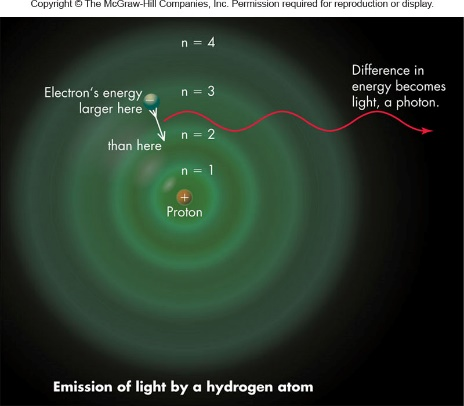 Copyright © The McGraw-Hill Companies, Inc. Permission required for reproduction or display.
n = 4
Difference in
energy becomes
light, a photon.
Electron's energy
larger here
n = 3
than here
n = 2
n = 1
+
Proton
Emission of light by a hydrogen atom